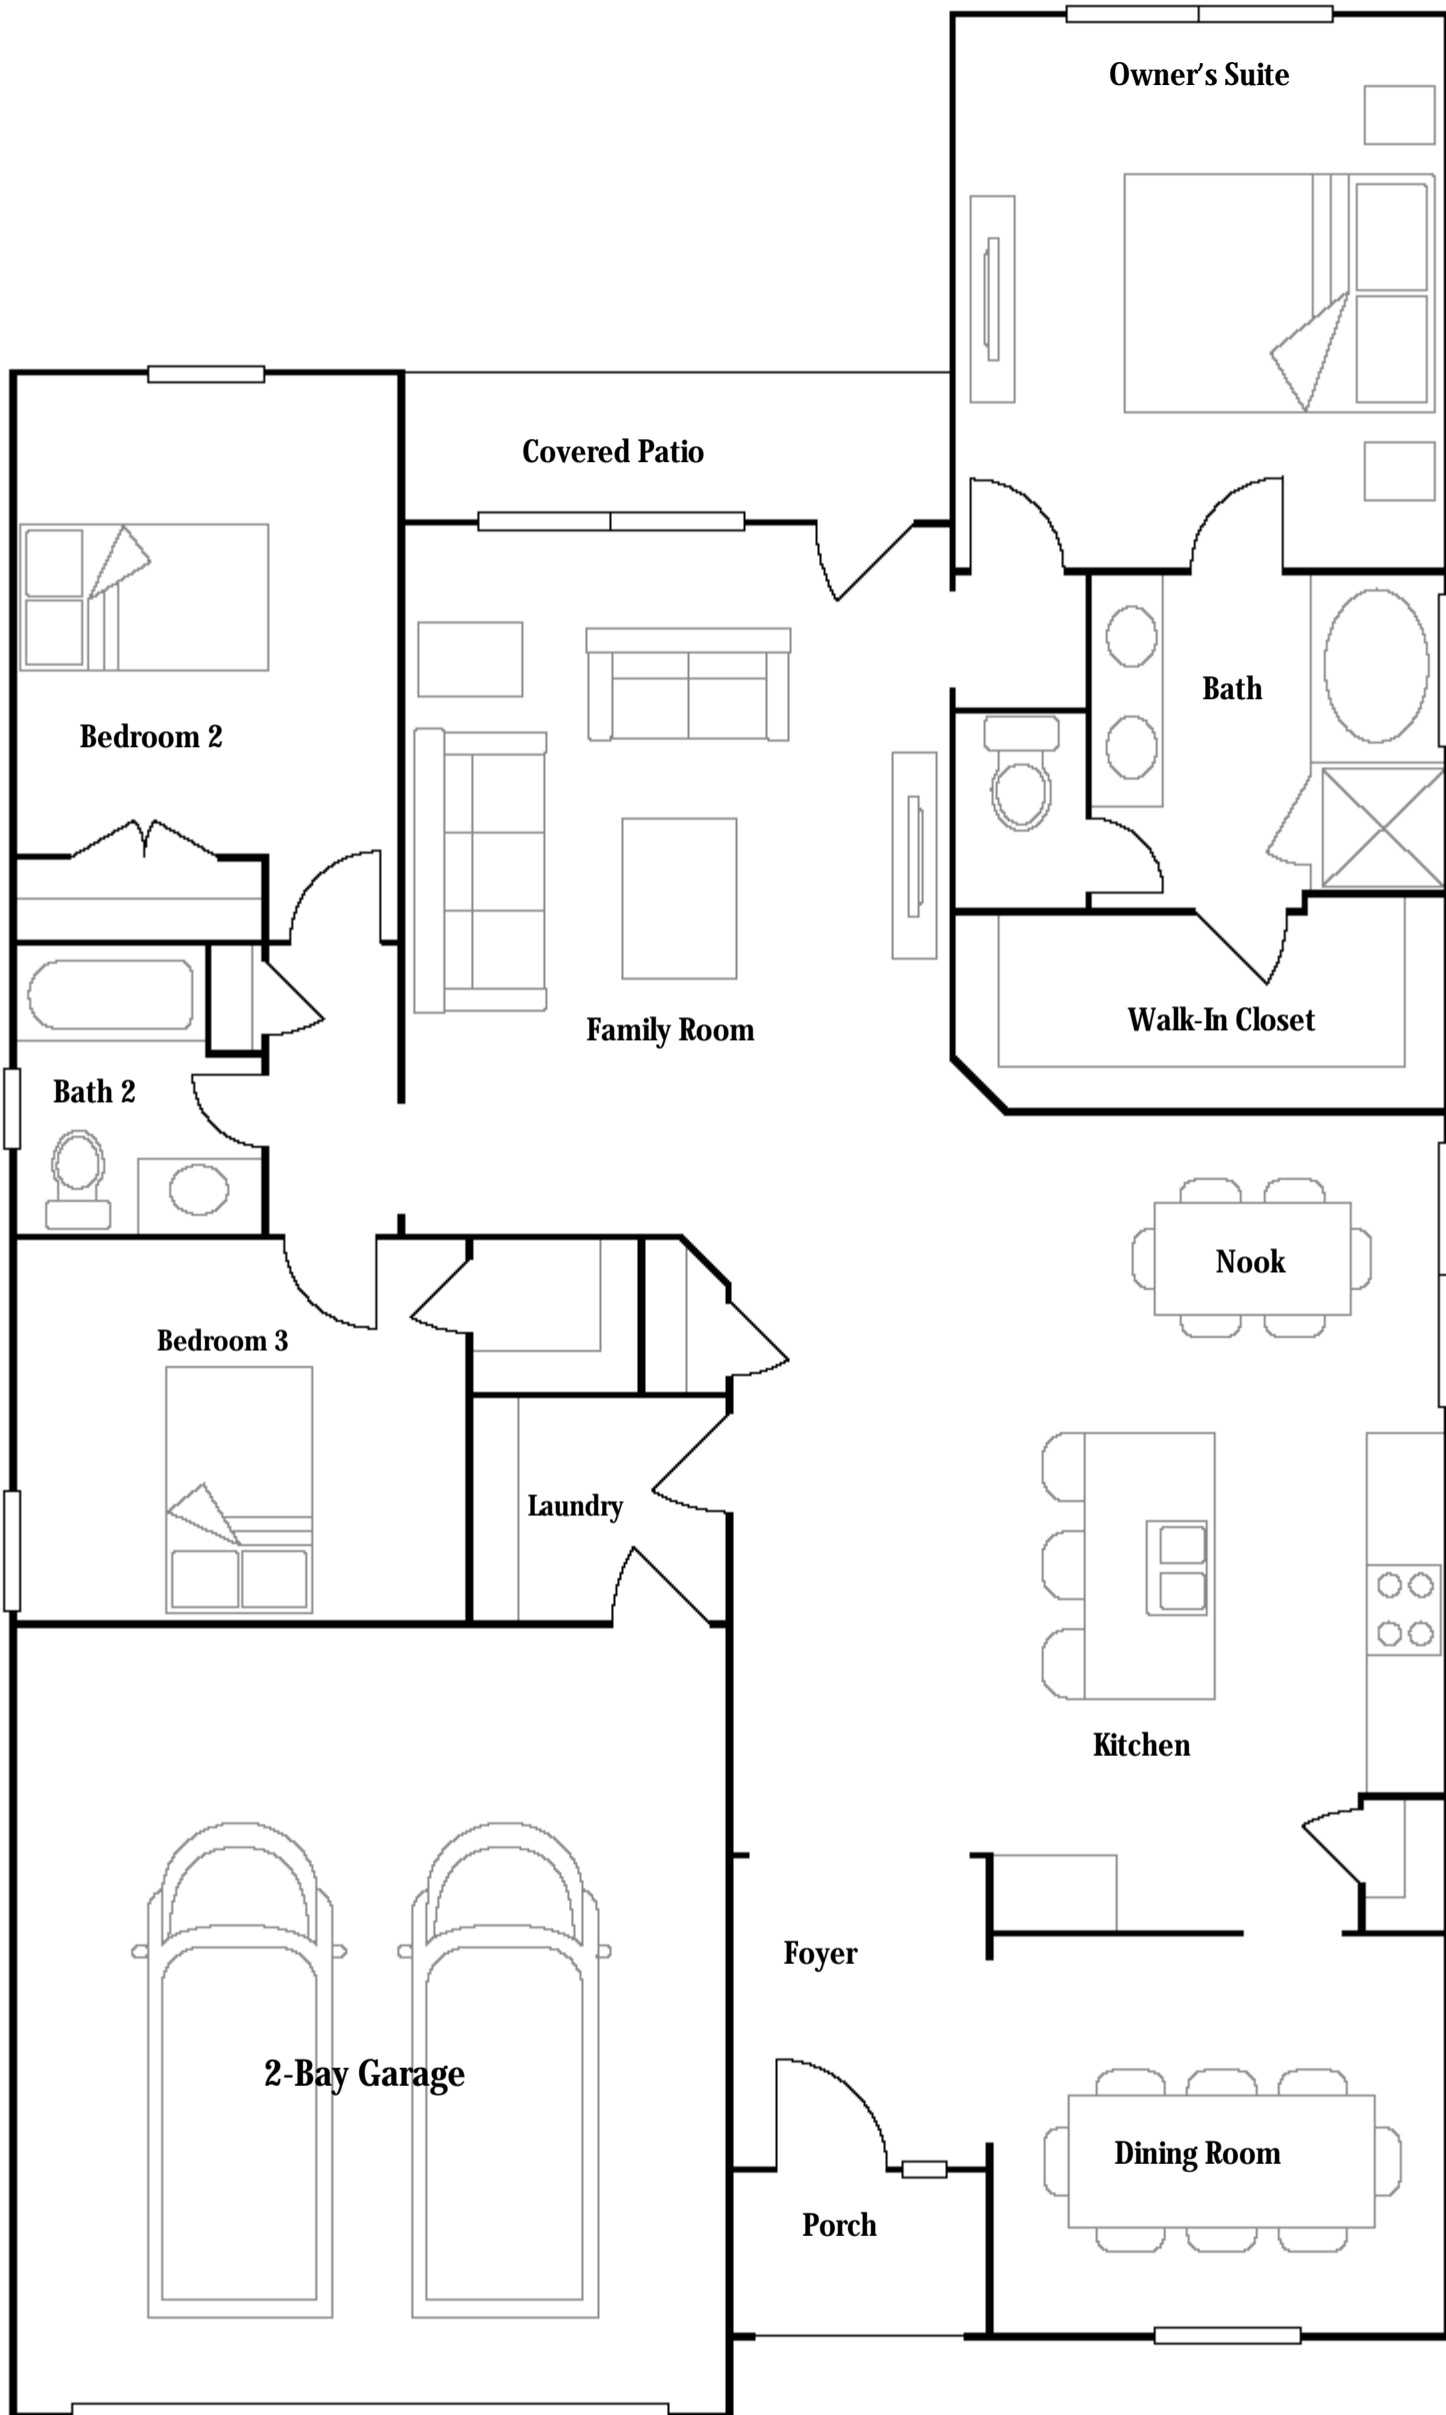 Owner's Suite
Covered Patio
Bath
Bedroom 2
Walk-In Closet
Family Room
Bath 2
Nook
Bedroom 3
Laundry
Kitchen
Foyer
2-Bay Garage
Dining Room
Porch